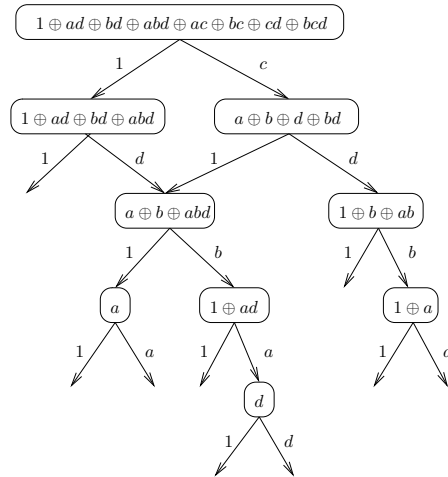 1 ⊕ ad ⊕ bd ⊕ abd ⊕ ac ⊕ bc ⊕ cd ⊕ bcd
1 c
1 ⊕ ad ⊕ bd ⊕ abd a ⊕ b ⊕ d ⊕ bd
1 d 1 d
a ⊕ b ⊕ abd 1 ⊕ b ⊕ ab
1 b 1 b
a 1 ⊕ ad 1 ⊕ a
1 a 1 a 1
d
1 d